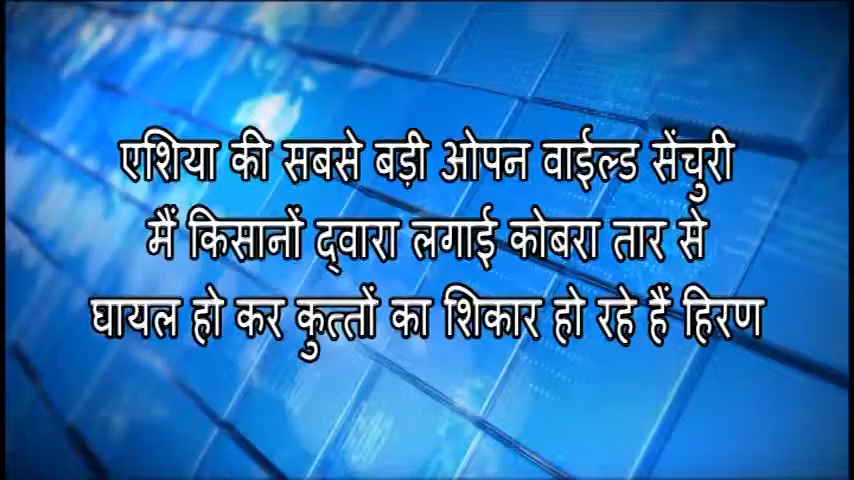 एशिया की सबसे बड़ी ओपन वाईल्ड सेंचुरी
मैं किसानों द्वारा लगाई कोबरा तार से
घायल हो कर कुत्तों का शिकार हो रहे हैं हिरण